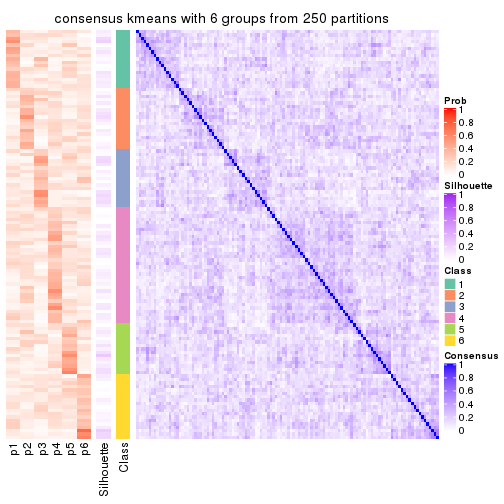 consensus kmeans with 6 groups from 250 partitions
Prob
1
0.8
0.6
0.4
0.2
0
Silhouette
1
0.8
0.6
0.4
0.2
0
Class
1
2
3
4
5
6
Consensus
1
0.8
0.6
0.4
0.2
0
p1
p2
p3
p4
p5
p6
Silhouette
Class